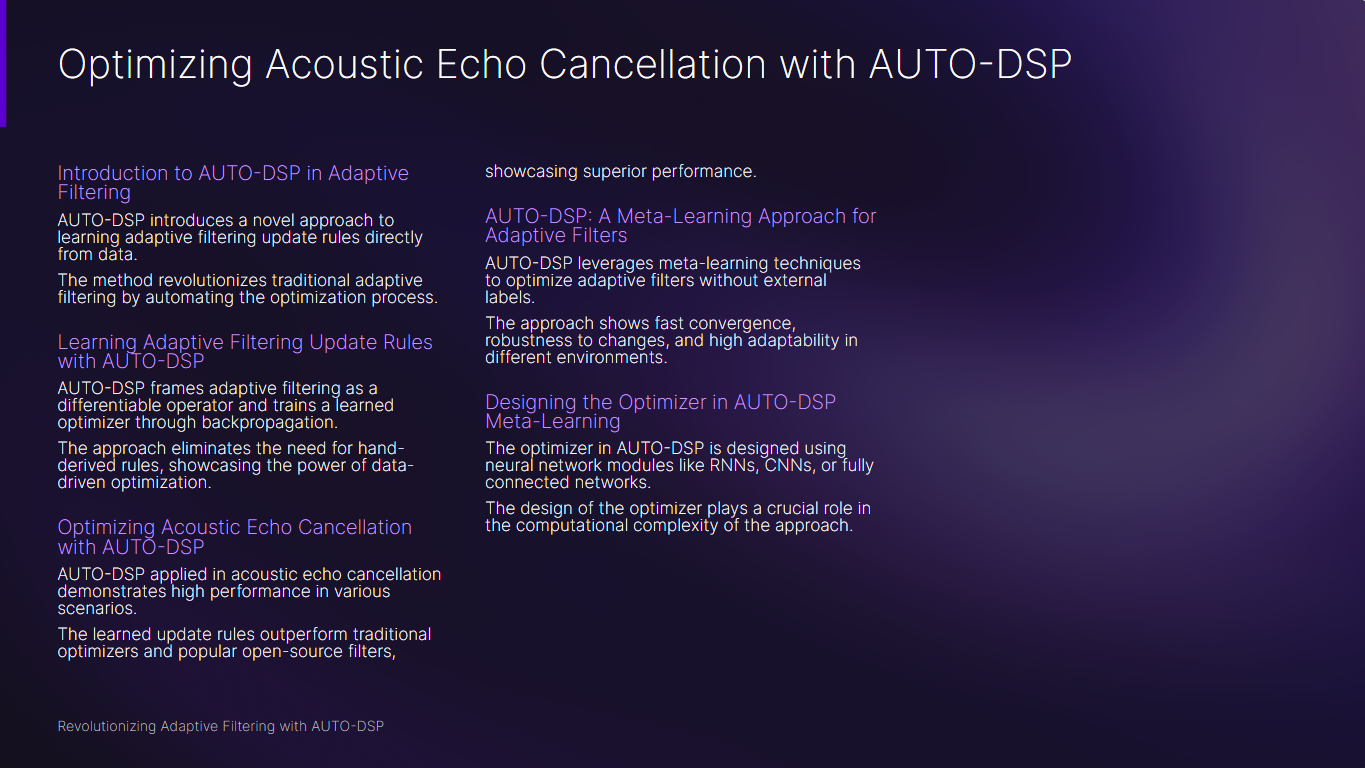 Optimizing Acoustic Echo Cancellation with AUTO-DSP
Introduction to AUTO-DSP in Adaptive
Filtering
AUTO-DSP introduces a novel approach to
learning adaptive filtering update rules directly
from data.
The method revolutionizes traditional adaptive
filtering by automating the optimization process.
Learning Adaptive Filtering Update Rules
with AUTO-DSP
AUTO-DSP frames adaptive filtering as a
differentiable operator and trains a learned
optimizer through backpropagation.
The approach eliminates the need for hand-
derived rules, showcasing the power of data-
driven optimization.
Optimizing Acoustic Echo Cancellation
with AUTO-DSP
AUTO-DSP applied in acoustic echo cancellation
demonstrates high performance in various
scenarios.
The learned update rules outperform traditional
optimizers and popular open-source filters,
showcasing superior performance.
AUTO-DSP: A Meta-Learning Approach for
Adaptive Filters
AUTO-DSP leverages meta-learning techniques
to optimize adaptive filters without external
labels.
The approach shows fast convergence,
robustness to changes, and high adaptability in
different environments.
Designing the Optimizer in AUTO-DSP
Meta-Learning
The optimizer in AUTO-DSP is designed using
neural network modules like RNNs, CNNs, or fully
connected networks.
The design of the optimizer plays a crucial role in
the computational complexity of the approach.
Revolutionizing Adaptive Filtering with AUTO-DSP